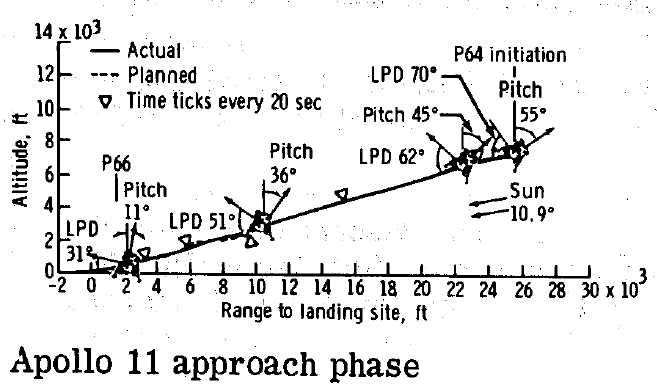 14 x 10³
Actual
Planned
Time ticks every 20 sec
P64 initiation
LPD 70°
Pitch
55°
12
10
8
6
4
2
0
Altitude, ft
Pitch 45°
LPD 62°
Pitch
36°
P66
Pitch
11°
LPD 51°
Sun
10.9°
LPD
31°
-2 0 2 4 6 8 10 12 14 16 18 20 22 24 26 28 30 x 10³
Range to landing site, ft
Apollo 11 approach phase